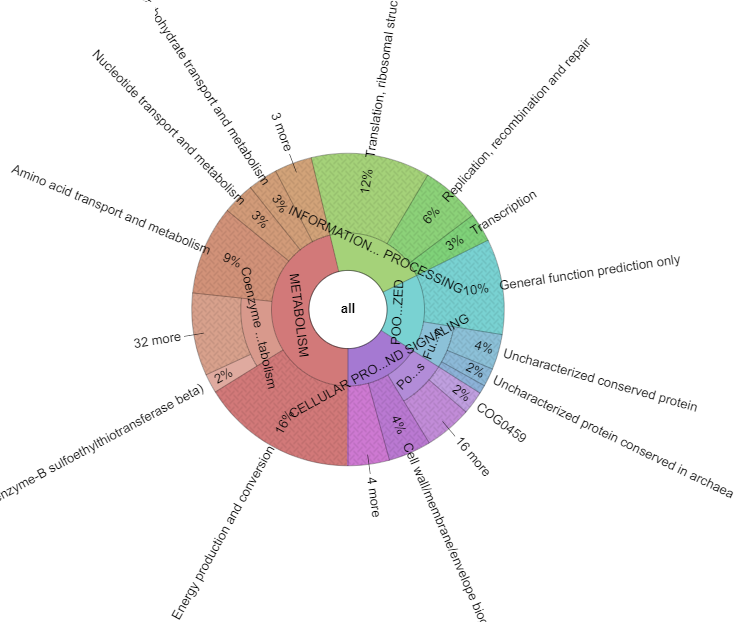 all
METABOLISM
INFORMATION... PROCESSING
POO...ZED
CELLULAR PRO...ND SIGNALING
Coenzyme ...tabolism
Po...s
Fu...n
Translation, ribosomal struc
12%
Replication, recombination and repair
6%
Transcription
3%
General function prediction only
10%
Uncharacterized conserved protein
4%
Uncharacterized protein conserved in archaea
2%
COG0459
2%
16 more
Cell wall/membrane/envelope bio
4%
4 more
Energy production and conversion
16%
nzyme-B sulfoethylthiotransferase beta)
2%
32 more
Amino acid transport and metabolism
9%
Nucleotide transport and metabolism
3%
ohydrate transport and metabolism
3%
3 more